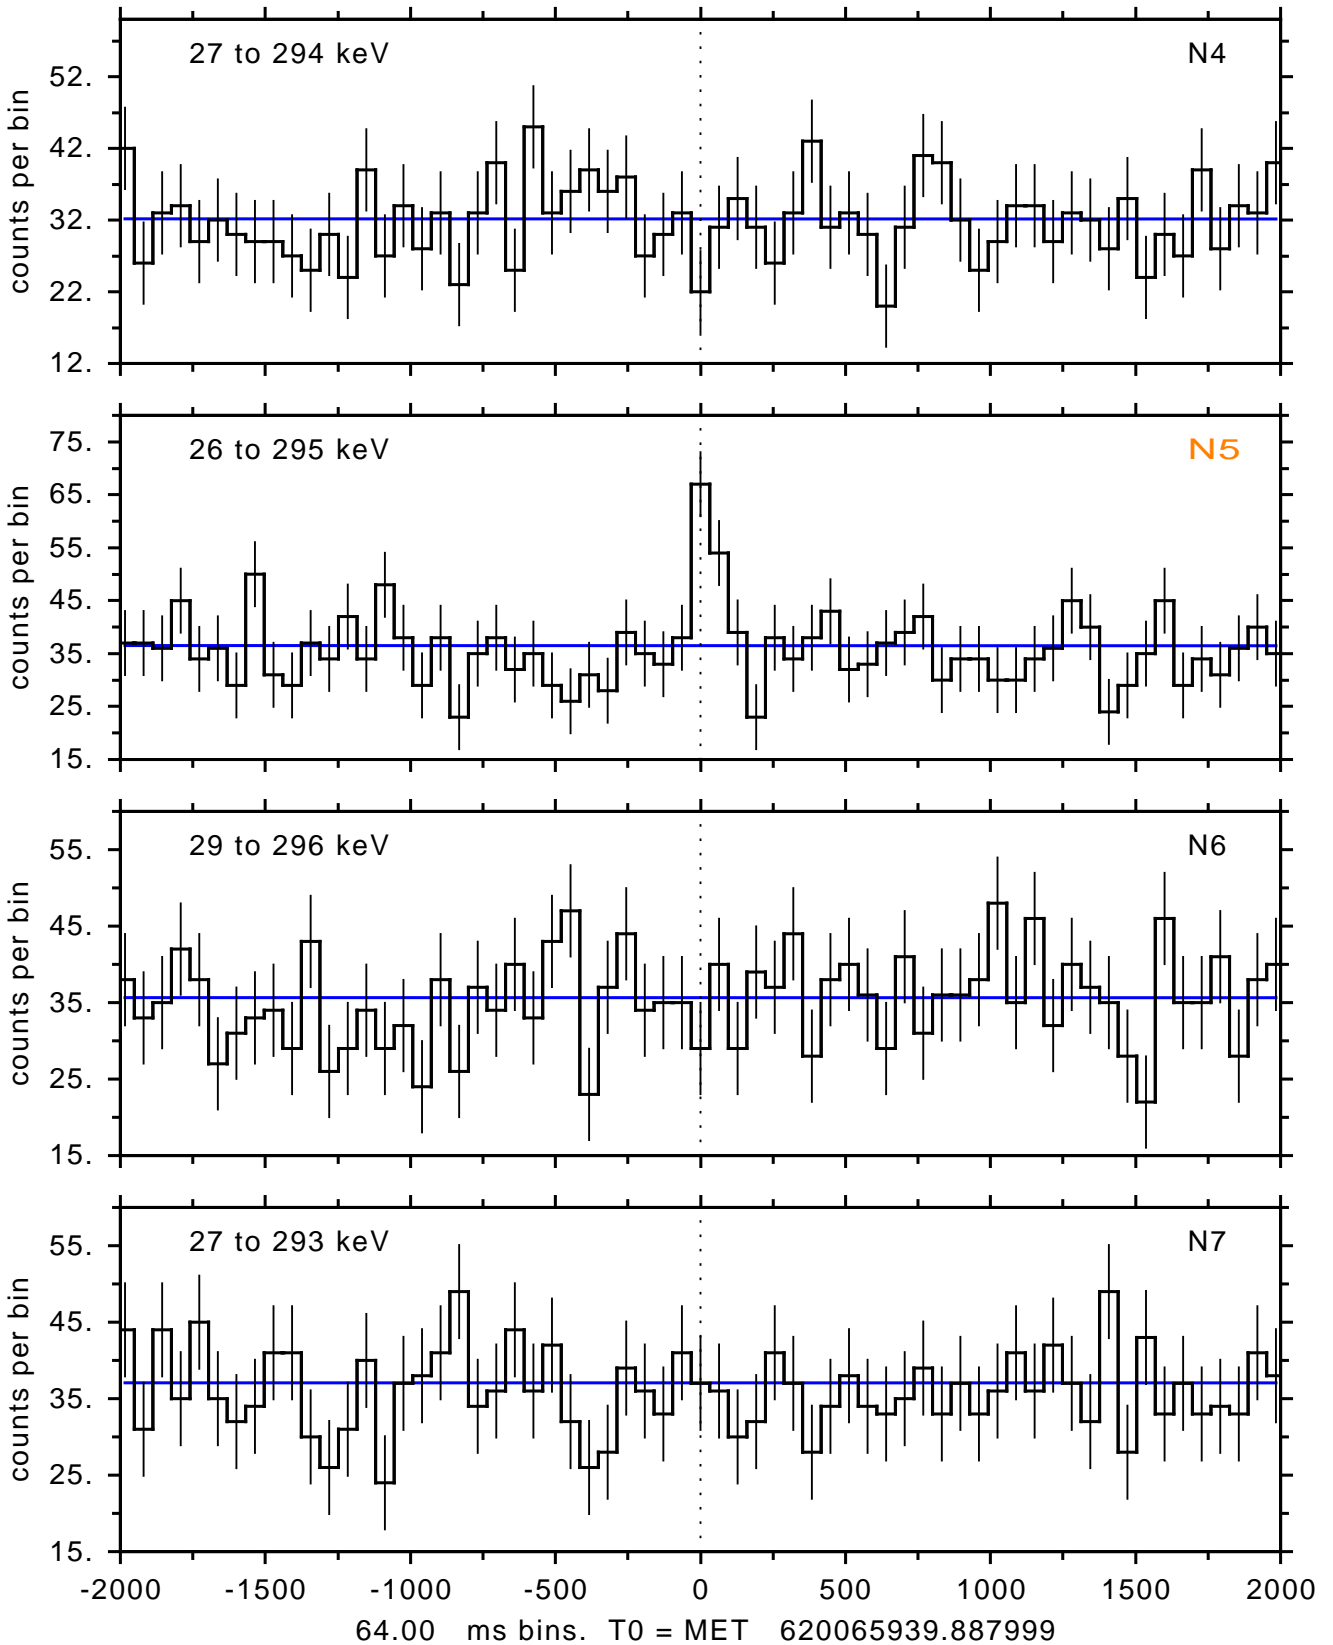 27 to 294 keV N4
52.
42.
32.
22.
12.
counts per bin
26 to 295 keV N5
75.
65.
55.
45.
35.
25.
15.
counts per bin
29 to 296 keV N6
55.
45.
35.
25.
15.
counts per bin
27 to 293 keV N7
55.
45.
35.
25.
15.
counts per bin
-2000 -1500 -1000 -500 0 500 1000 1500 2000
64.00 ms bins. T0 = MET 620065939.887999